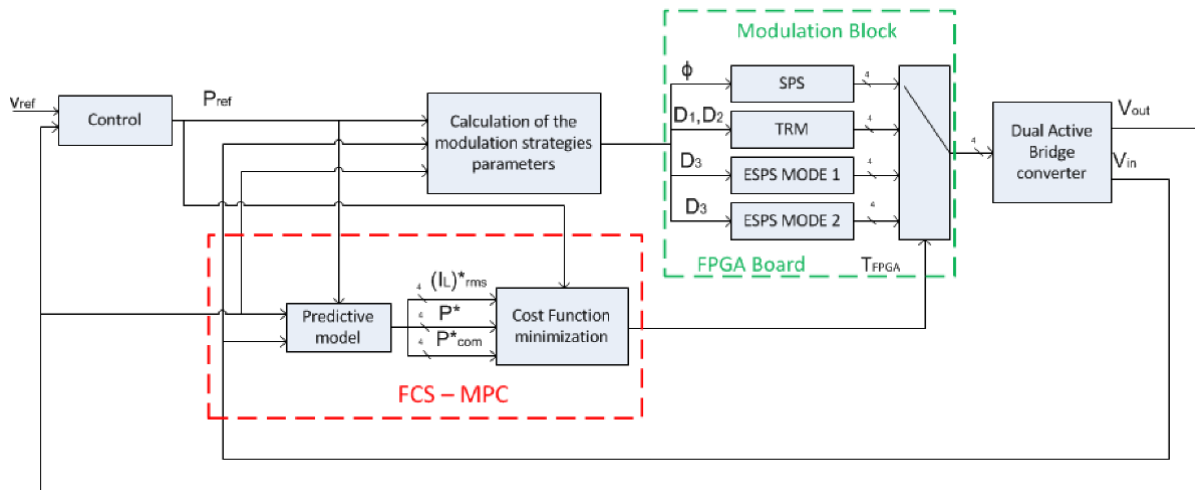 Modulation Block
vref
Control
Pref
Calculation of the
modulation strategies
parameters
ϕ
SPS
4
D1,D2
TRM
4
D3
ESPS MODE 1
4
D3
ESPS MODE 2
4
4
Dual Active
Bridge
converter
Vout
Vin
FPGA Board
TFPGA
Predictive
model
4
(IL)*rms
4
P*
4
P*com
Cost Function
minimization
FCS – MPC